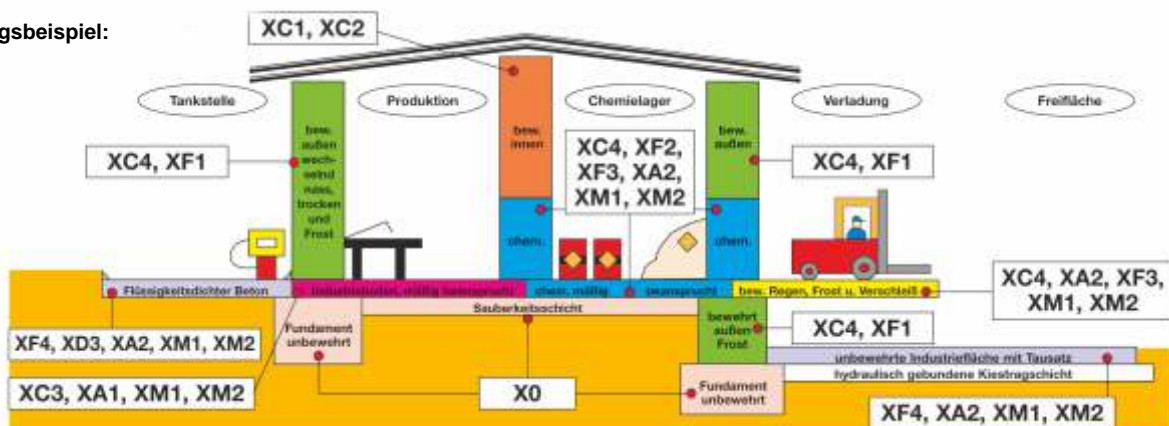 gsbeispiel:
XC1, XC2
Tankstelle
Produktion
Chemielager
Verladung
Freifläche
bew.
außen
wech-
selnd
nass,
trocken
und
Frost
bew.
innen
bew.
außen
XC4, XF1
XC4, XF2,
XF3, XA2,
XM1, XM2
XC4, XF1
chem.
chem.
Flüssigkeitsdichter Beton
Industrieboden, mäßig beansprucht
chem. mäßig
beansprucht
bew. Regen, Frost u. Verschleiß
XC4, XA2, XF3,
XM1, XM2
Sauberkeitsschicht
Fundament
unbewehrt
bewehrt
außen
Frost
XC4, XF1
XF4, XD3, XA2, XM1, XM2
unbewehrte Industriefläche mit Tausatz
hydraulisch gebundene Kiestragschicht
XC3, XA1, XM1, XM2
X0
Fundament
unbewehrt
XF4, XA2, XM1, XM2